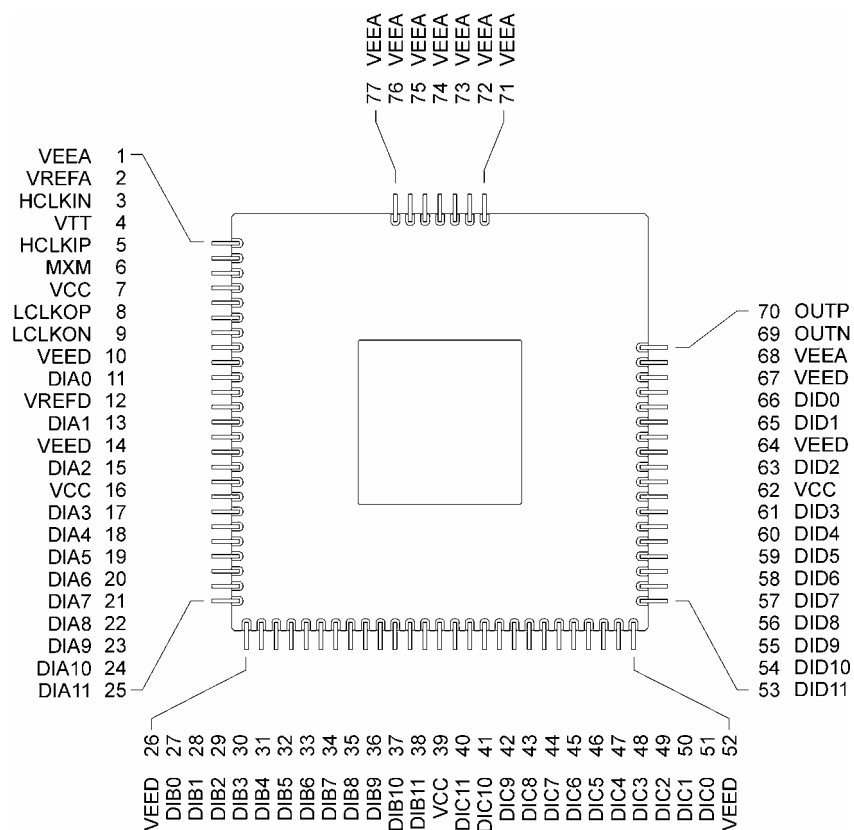 77 VEEA
76 VEEA
75 VEEA
74 VEEA
73 VEEA
72 VEEA
71 VEEA
VEEA 1
VREFA 2
HCLKIN 3
VTT 4
HCLKIP 5
MXM 6
VCC 7
LCLKOP 8
LCLKON 9
VEED 10
DIA0 11
VREFD 12
DIA1 13
VEED 14
DIA2 15
VCC 16
DIA3 17
DIA4 18
DIA5 19
DIA6 20
DIA7 21
DIA8 22
DIA9 23
DIA10 24
DIA11 25
70 OUTP
69 OUTN
68 VEEA
67 VEED
66 DID0
65 DID1
64 VEED
63 DID2
62 VCC
61 DID3
60 DID4
59 DID5
58 DID6
57 DID7
56 DID8
55 DID9
54 DID10
53 DID11
VEED 26
DIB0 27
DIB1 28
DIB2 29
DIB3 30
DIB4 31
DIB5 32
DIB6 33
DIB7 34
DIB8 35
DIB9 36
DIB10 37
DIB11 38
VCC 39
DIC11 40
DIC10 41
DIC9 42
DIC8 43
DIC7 44
DIC6 45
DIC5 46
DIC4 47
DIC3 48
DIC2 49
DIC1 50
DIC0 51
VEED 52